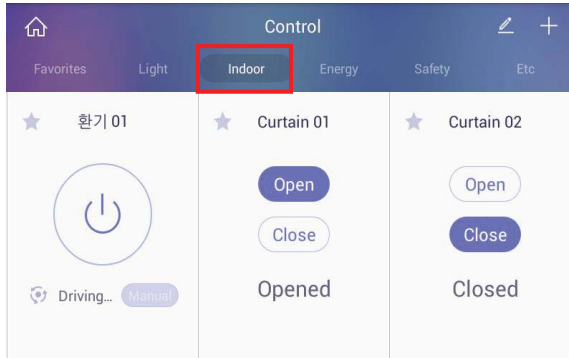 Control
Favorites Light Indoor Energy Safety Etc
환기 01 Curtain 01 Curtain 02
Open Open
Close Close
Driving... Manual Opened Closed